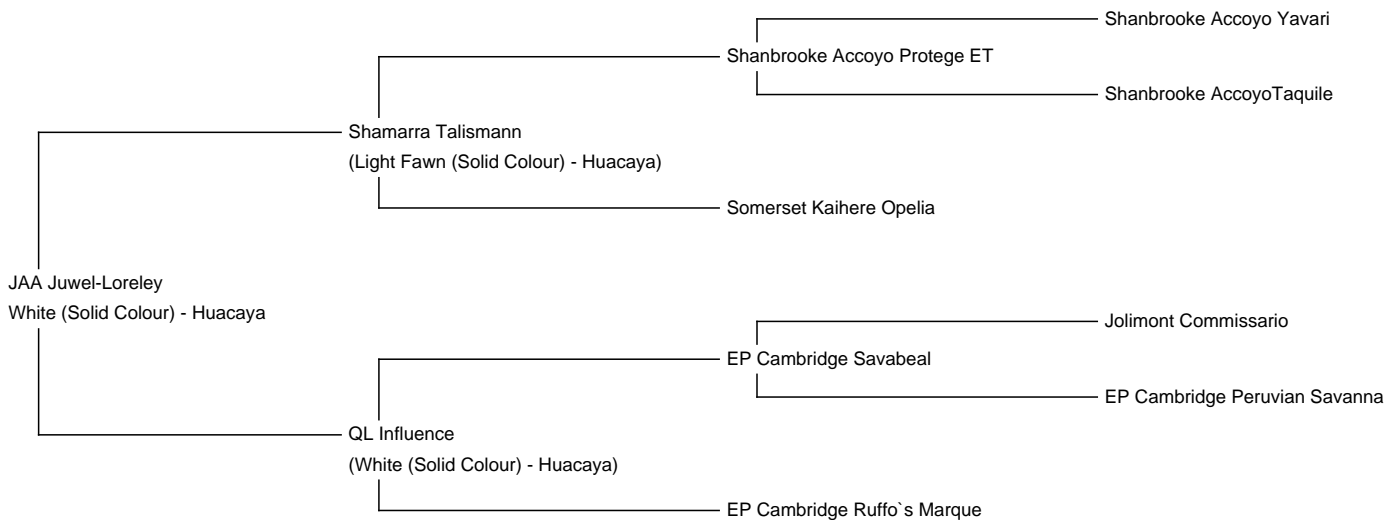 Shanbrooke Accoyo Yavari
Shanbrooke Accoyo Protege ET
Shanbrooke AccoyoTaquile
Shamarra Talismann
(Light Fawn (Solid Colour) - Huacaya)
Somerset Kaihere Opelia
JAA Juwel-Loreley
White (Solid Colour) - Huacaya
Jolimont Commissario
EP Cambridge Savabeal
EP Cambridge Peruvian Savanna
QL Influence
(White (Solid Colour) - Huacaya)
EP Cambridge Ruffo`s Marque